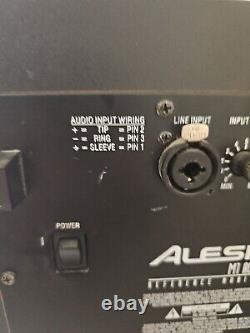 AUDIO INPUT WIRING
+ = TIP = PIN 2
- = RING = PIN 3
± = SLEEVE = PIN 1
LINE INPUT
INPUT
MIN
POWER
ALES
M1
REFERENCE